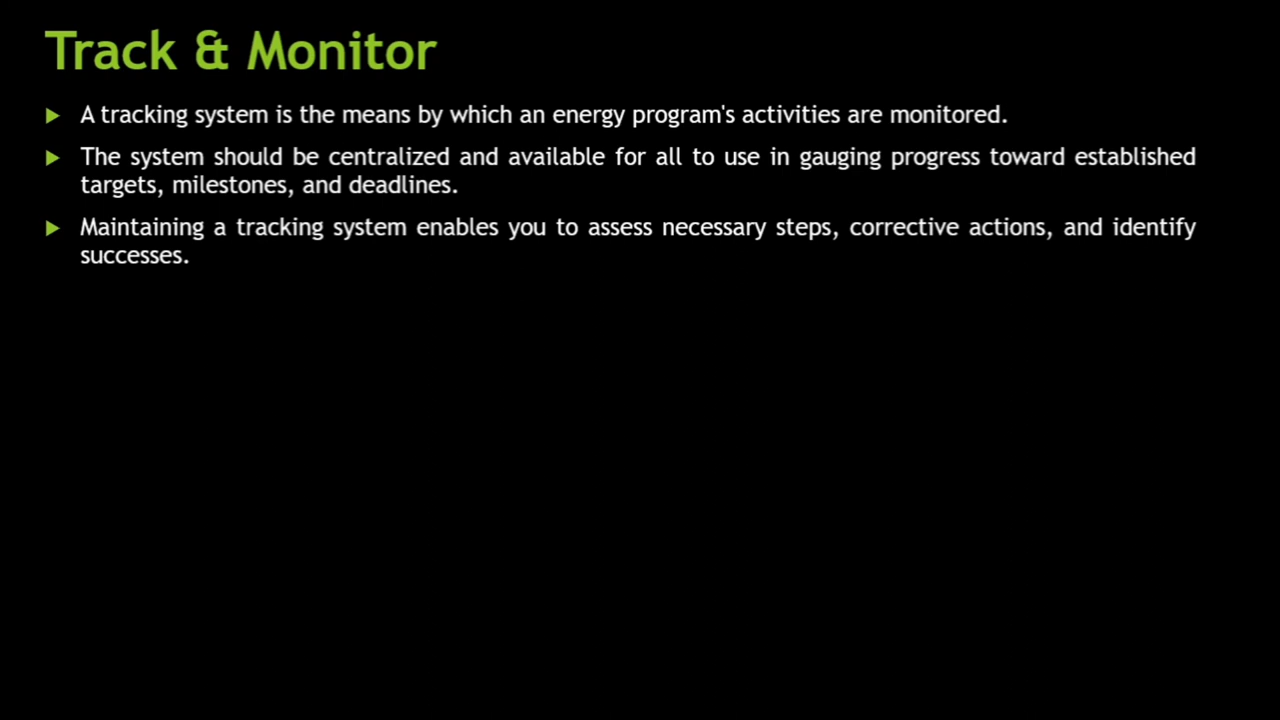 Track & Monitor
A tracking system is the means by which an energy program's activities are monitored.
The system should be centralized and available for all to use in gauging progress toward established
targets, milestones, and deadlines.
Maintaining a tracking system enables you to assess necessary steps, corrective actions, and identify
successes.